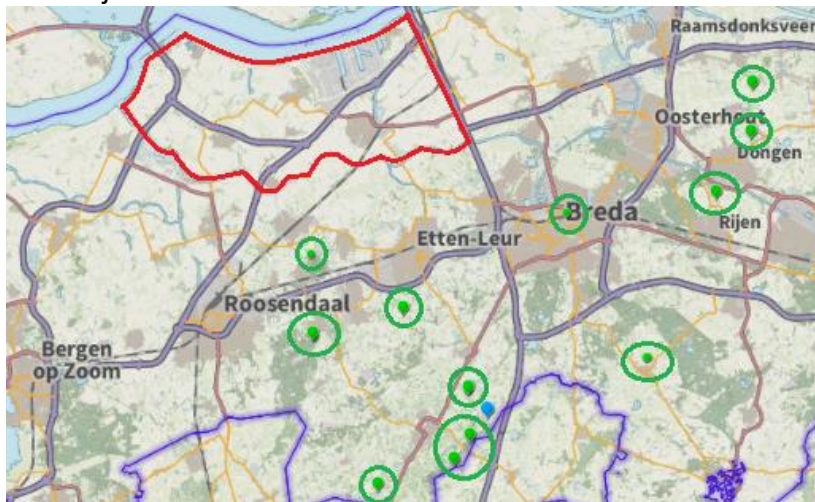 Raamsdonksveer
Oosterhout
Dongen
Breda
Rijen
Etten-Leur
Roosendaal
Bergen
op Zoom